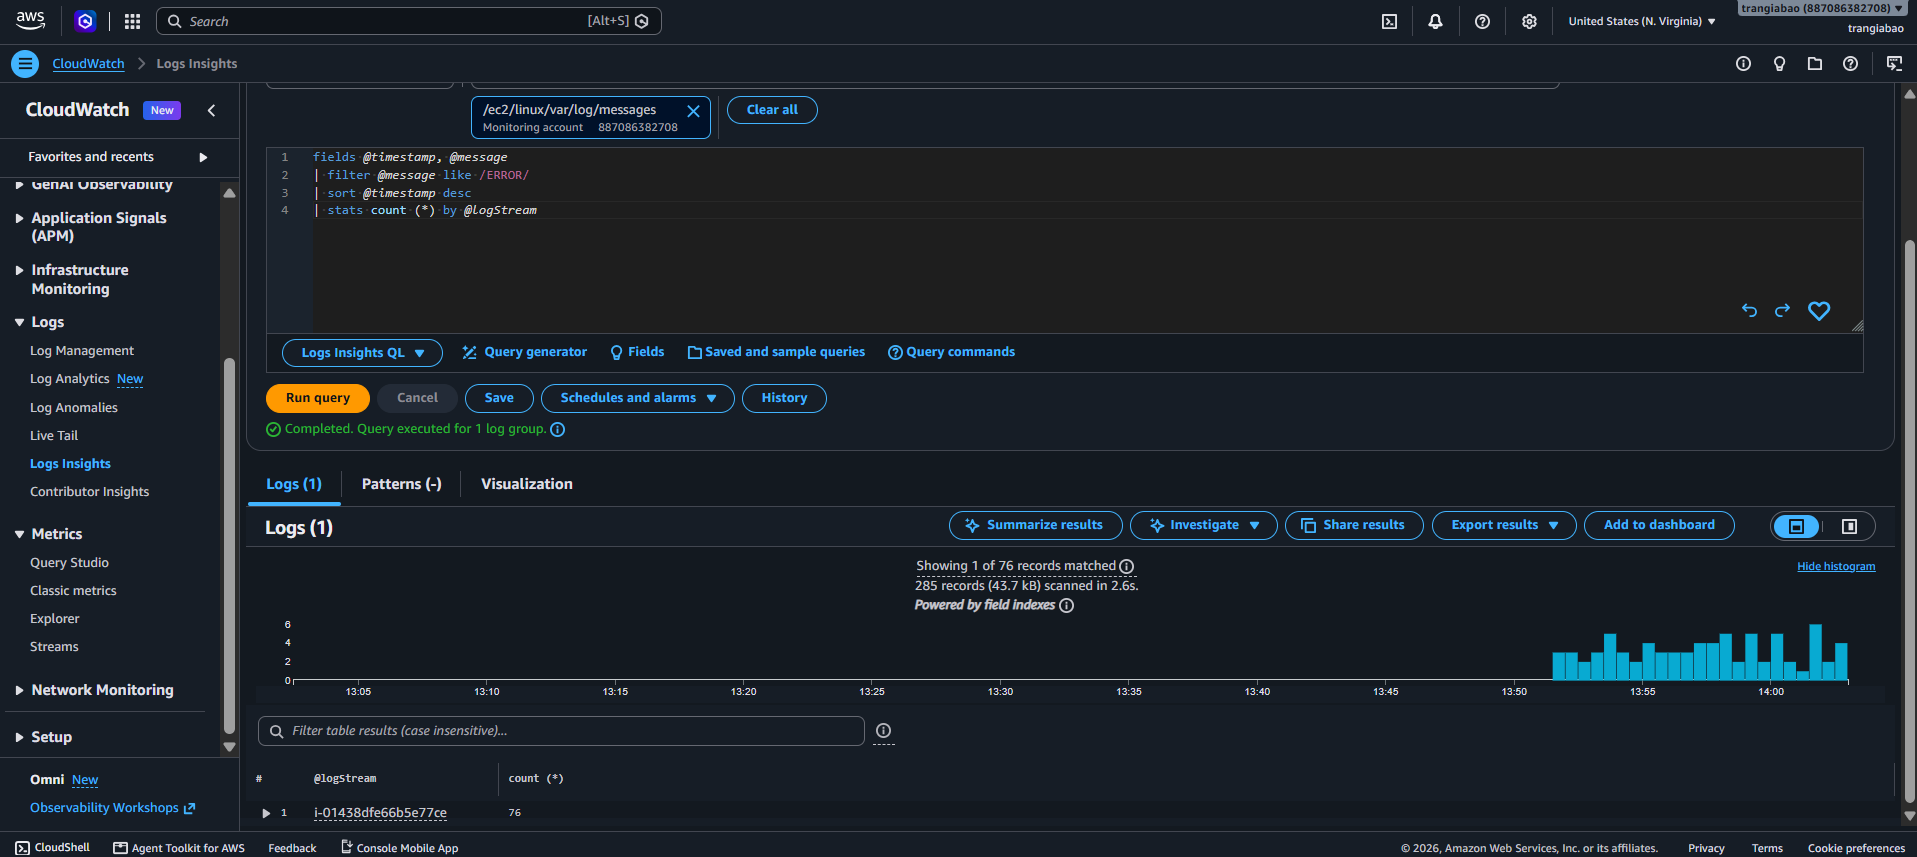 aws
Search [Alt+S]
United States (N. Virginia)
trangiabao (887086382708)
trangiabao
CloudWatch
Logs Insights
CloudWatch New
Favorites and recents
GenAI Observability
Application Signals
(APM)
Infrastructure
Monitoring
Logs
Log Management
Log Analytics New
Log Anomalies
Live Tail
Logs Insights
Contributor Insights
Metrics
Query Studio
Classic metrics
Explorer
Streams
Network Monitoring
Setup
Omni New
Observability Workshops
/ec2/linux/var/log/messages
Monitoring account 887086382708
Clear all
1 fields @timestamp, @message
2 | filter @message like /ERROR/
3 | sort @timestamp desc
4 | stats count (*) by @logStream
Logs Insights QL
Query generator
Fields
Saved and sample queries
Query commands
Run query
Cancel
Save
Schedules and alarms
History
Completed. Query executed for 1 log group.
Logs (1)
Patterns (-)
Visualization
Logs (1)
Summarize results
Investigate
Share results
Export results
Add to dashboard
Showing 1 of 76 records matched
285 records (43.7 kB) scanned in 2.6s.
Powered by field indexes
Hide histogram
6
4
2
0
13:05 13:10 13:15 13:20 13:25 13:30 13:35 13:40 13:45 13:50 13:55 14:00
Filter table results (case insensitive)...
# @logStream count (*)
1 i-01438dfe66b5e77ce 76
CloudShell
Agent Toolkit for AWS
Feedback
Console Mobile App
© 2026, Amazon Web Services, Inc. or its affiliates.
Privacy
Terms
Cookie preferences